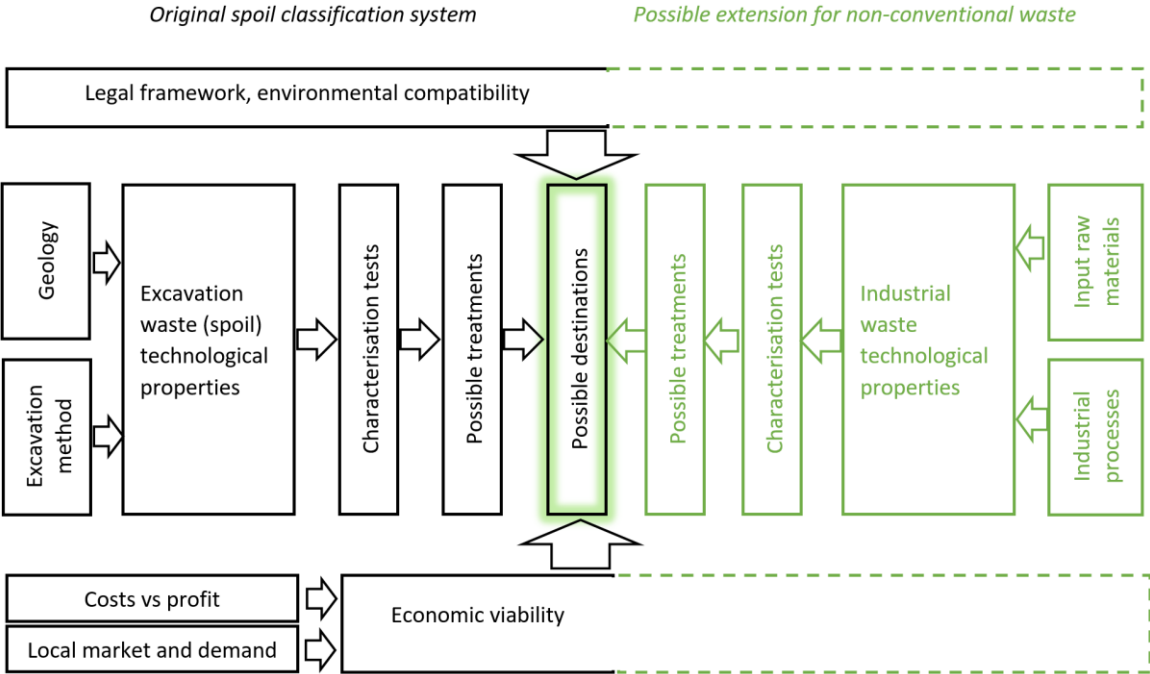 Original spoil classification system
Possible extension for non-conventional waste
Legal framework, environmental compatibility
Geology
Excavation
method
Excavation
waste (spoil)
technological
properties
Characterisation tests
Possible treatments
Possible destinations
Possible treatments
Characterisation tests
Industrial
waste
technological
properties
Input raw
materials
Industrial
processes
Costs vs profit
Local market and demand
Economic viability